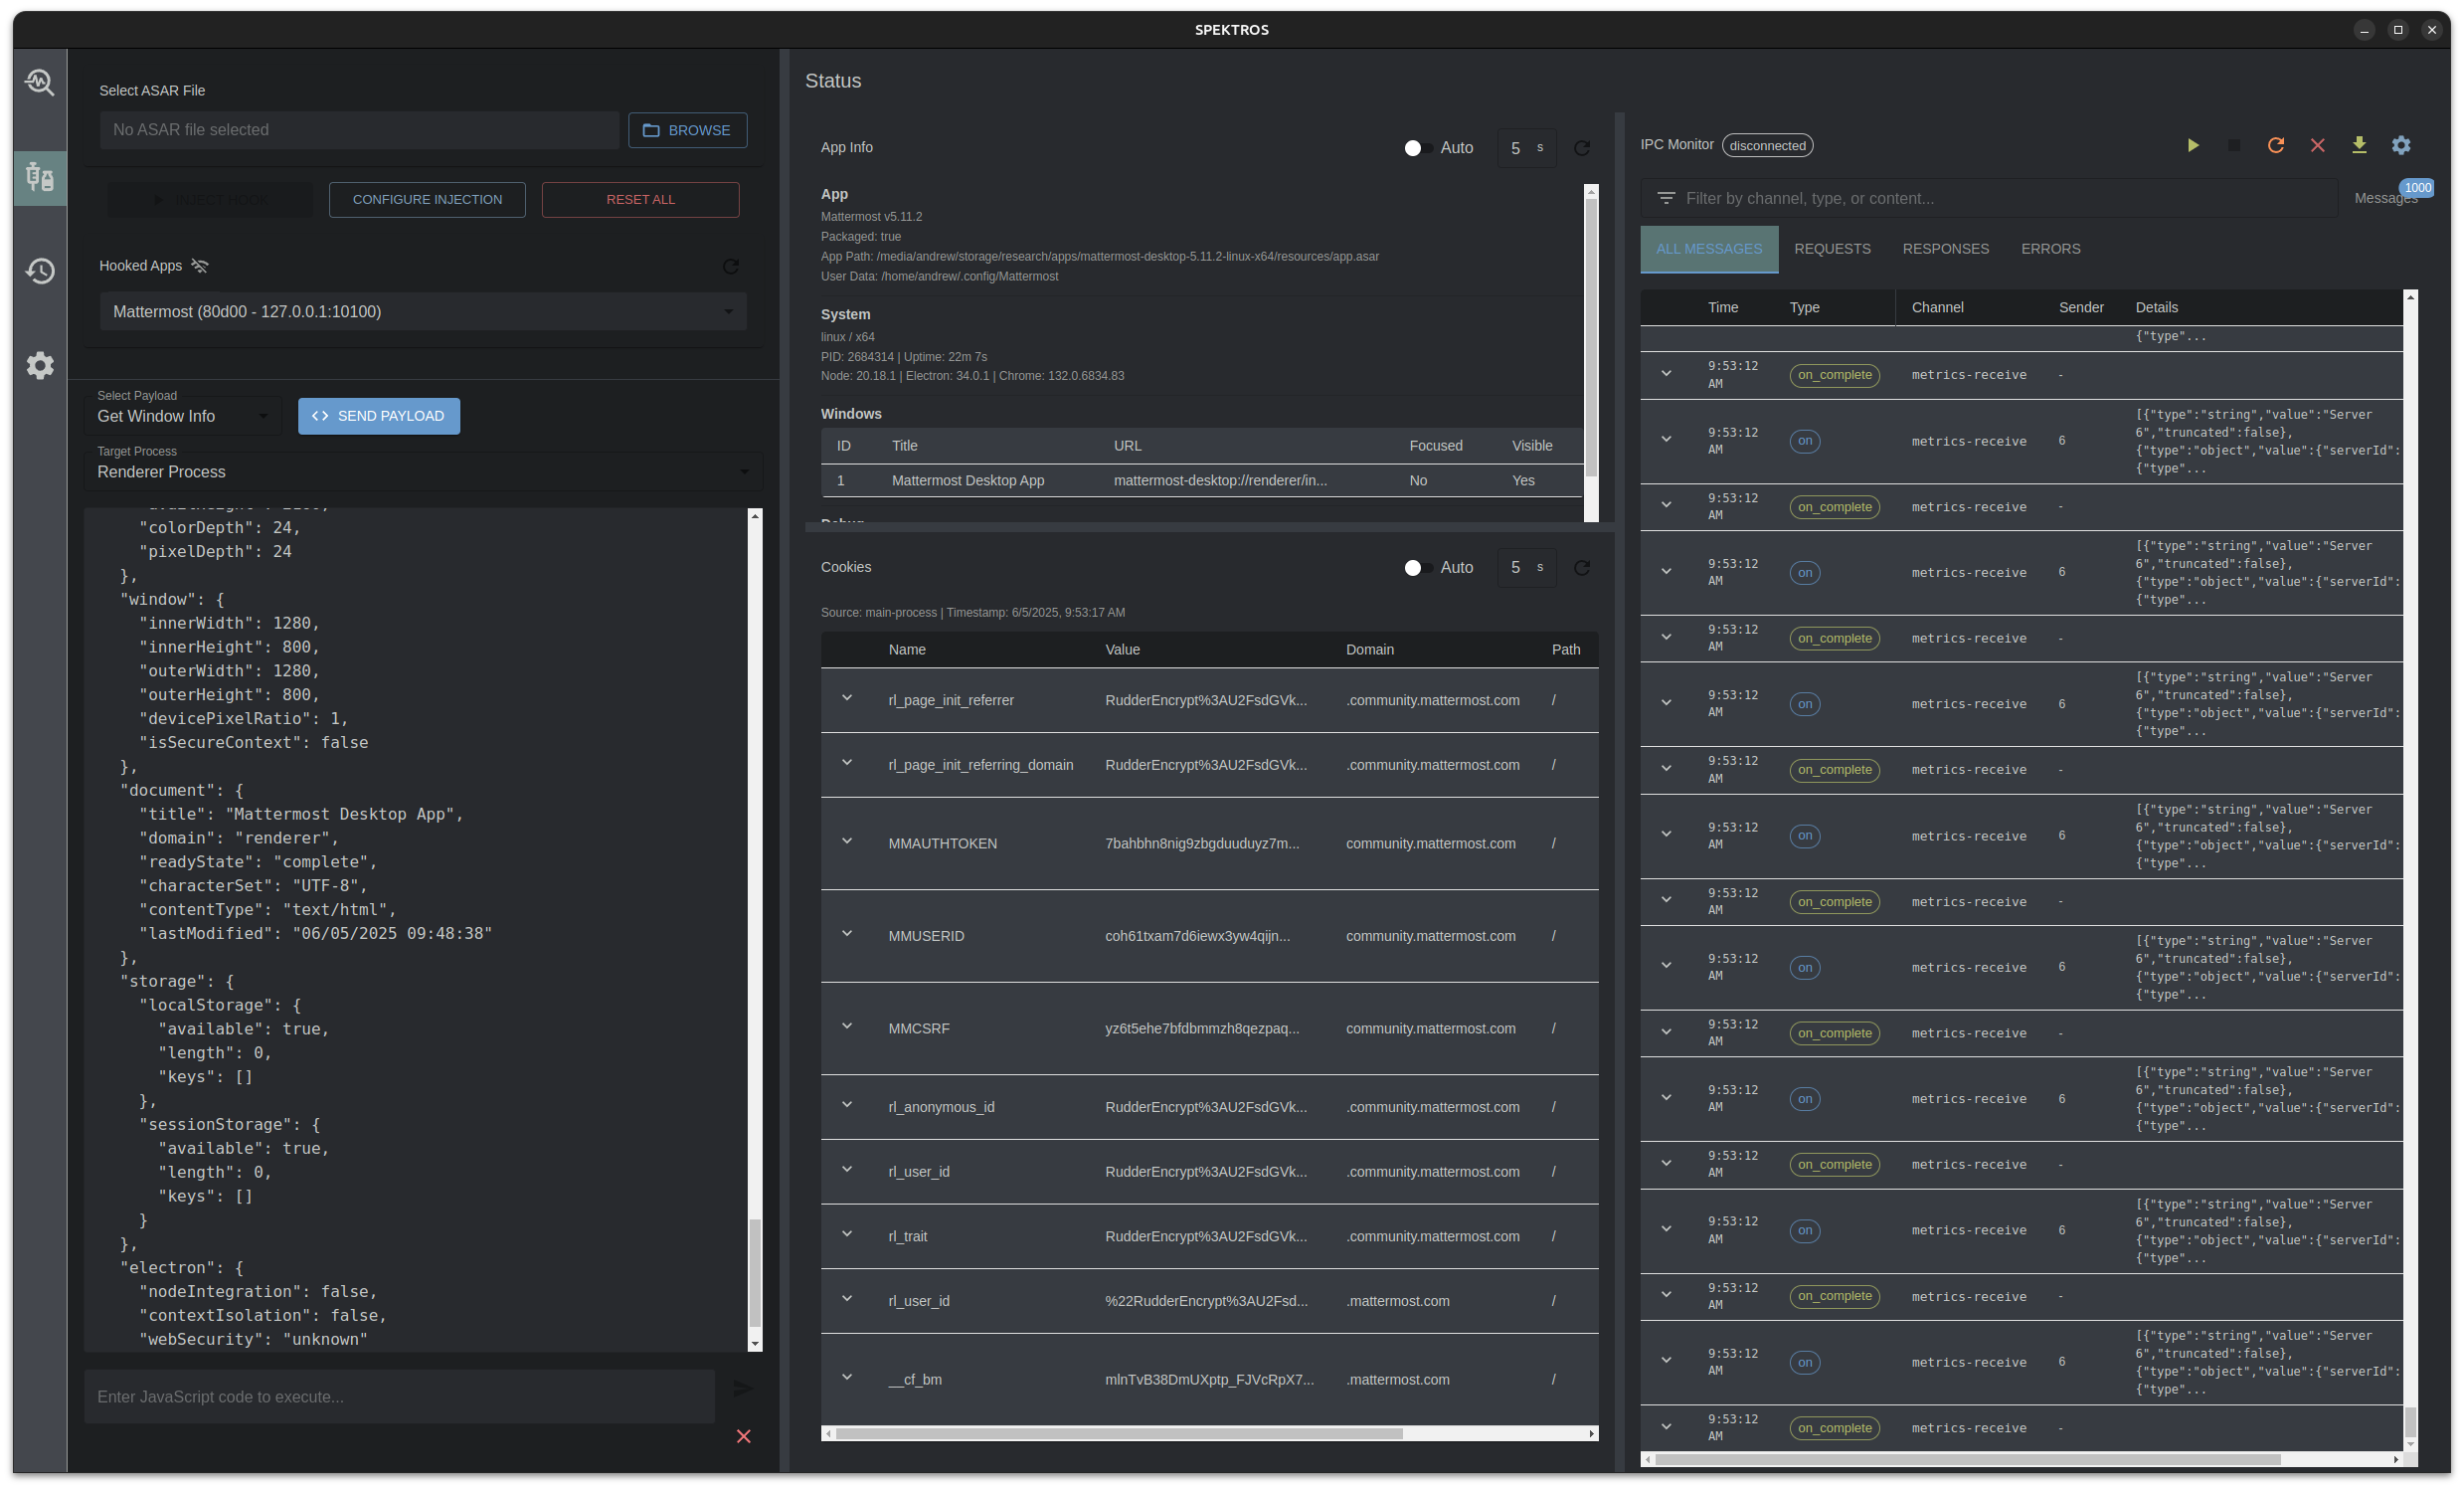 SPEKTROS
Select ASAR File
No ASAR file selected
BROWSE
INJECT HOOK
CONFIGURE INJECTION
RESET ALL
Hooked Apps
Mattermost (80d00 - 127.0.0.1:10100)
Select Payload
Get Window Info
SEND PAYLOAD
Target Process
Renderer Process
"colorDepth": 24,
"pixelDepth": 24
},
"window": {
"innerWidth": 1280,
"innerHeight": 800,
"outerWidth": 1280,
"outerHeight": 800,
"devicePixelRatio": 1,
"isSecureContext": false
},
"document": {
"title": "Mattermost Desktop App",
"domain": "renderer",
"readyState": "complete",
"characterSet": "UTF-8",
"contentType": "text/html",
"lastModified": "06/05/2025 09:48:38"
},
"storage": {
"localStorage": {
"available": true,
"length": 0,
"keys": []
},
"sessionStorage": {
"available": true,
"length": 0,
"keys": []
}
},
"electron": {
"nodeIntegration": false,
"contextIsolation": false,
"webSecurity": "unknown"
Enter JavaScript code to execute...
Status
App Info
Auto
5 s
App
Mattermost v5.11.2
Packaged: true
App Path: /media/andrew/storage/research/apps/mattermost-desktop-5.11.2-linux-x64/resources/app.asar
User Data: /home/andrew/.config/Mattermost
System
linux / x64
PID: 2684314 | Uptime: 22m 7s
Node: 20.18.1 | Electron: 34.0.1 | Chrome: 132.0.6834.83
Windows
ID Title URL Focused Visible
1 Mattermost Desktop App mattermost-desktop://renderer/in... No Yes
Cookies
Auto
5 s
Source: main-process | Timestamp: 6/5/2025, 9:53:17 AM
Name Value Domain Path
rl_page_init_referrer RudderEncrypt%3AU2FsdGVk... .community.mattermost.com /
rl_page_init_referring_domain RudderEncrypt%3AU2FsdGVk... .community.mattermost.com /
MMAUTHTOKEN 7bahbhn8nig9zbgduuduyz7m... community.mattermost.com /
MMUSERID coh61txam7d6iewx3yw4qijn... community.mattermost.com /
MMCSRF yz6t5ehe7bfdbmmzh8qezpaq... community.mattermost.com /
rl_anonymous_id RudderEncrypt%3AU2FsdGVk... .community.mattermost.com /
rl_user_id RudderEncrypt%3AU2FsdGVk... .community.mattermost.com /
rl_trait RudderEncrypt%3AU2FsdGVk... .community.mattermost.com /
rl_user_id %22RudderEncrypt%3AU2Fsd... .mattermost.com /
__cf_bm mlnTvB38DmUXptp_FJVcRpX7... .mattermost.com /
IPC Monitor
disconnected
Filter by channel, type, or content...
Messages
1000
ALL MESSAGES
REQUESTS
RESPONSES
ERRORS
Time Type Channel Sender Details
{"type"...
9:53:12 AM on_complete metrics-receive -
9:53:12 AM on metrics-receive 6
[{"type":"string","value":"Server
6","truncated":false},
{"type":"object","value":{"serverId":
{"type"...
9:53:12 AM on_complete metrics-receive -
9:53:12 AM on metrics-receive 6
[{"type":"string","value":"Server
6","truncated":false},
{"type":"object","value":{"serverId":
{"type"...
9:53:12 AM on_complete metrics-receive -
9:53:12 AM on metrics-receive 6
[{"type":"string","value":"Server
6","truncated":false},
{"type":"object","value":{"serverId":
{"type"...
9:53:12 AM on_complete metrics-receive -
9:53:12 AM on metrics-receive 6
[{"type":"string","value":"Server
6","truncated":false},
{"type":"object","value":{"serverId":
{"type"...
9:53:12 AM on_complete metrics-receive -
9:53:12 AM on metrics-receive 6
[{"type":"string","value":"Server
6","truncated":false},
{"type":"object","value":{"serverId":
{"type"...
9:53:12 AM on_complete metrics-receive -
9:53:12 AM on metrics-receive 6
[{"type":"string","value":"Server
6","truncated":false},
{"type":"object","value":{"serverId":
{"type"...
9:53:12 AM on_complete metrics-receive -
9:53:12 AM on metrics-receive 6
[{"type":"string","value":"Server
6","truncated":false},
{"type":"object","value":{"serverId":
{"type"...
9:53:12 AM on_complete metrics-receive -
9:53:12 AM on metrics-receive 6
[{"type":"string","value":"Server
6","truncated":false},
{"type":"object","value":{"serverId":
{"type"...
9:53:12 AM on_complete metrics-receive -